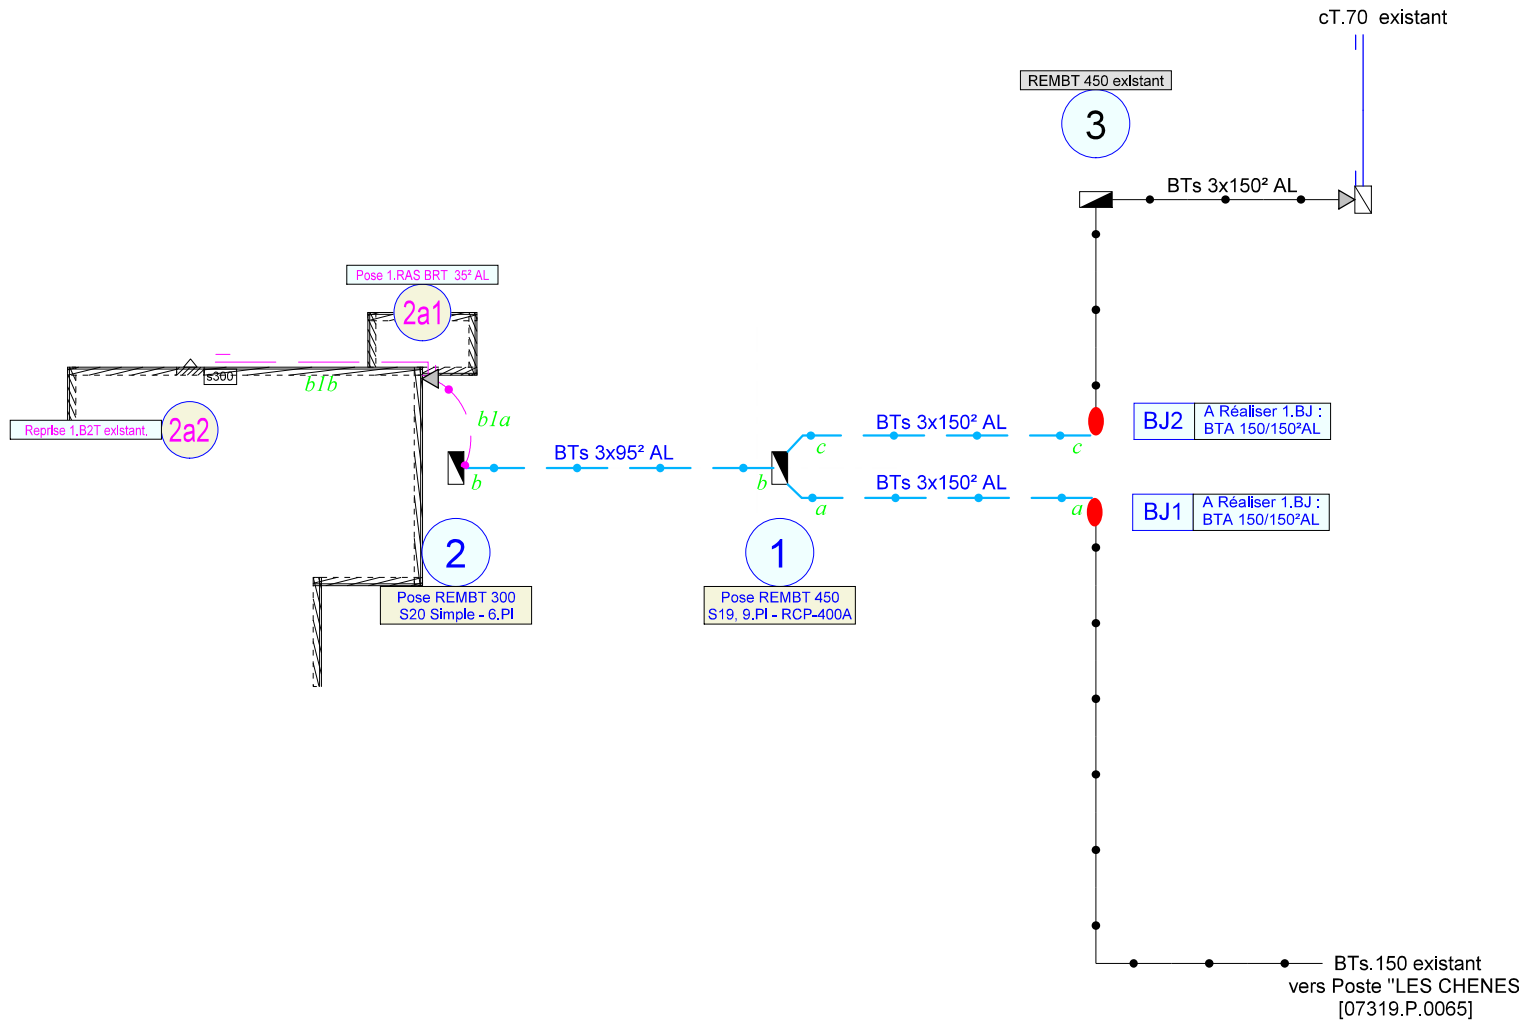 cT.70 existant
REMBT 450 existant
3
BTs 3x150² AL
Pose 1.RAS BRT 35² AL
2a1
s300
b1b
Reprise 1.B2T existant.
2a2
b1a
BTs 3x95² AL
b
b
BTs 3x150² AL
c
c
BJ2
A Réaliser 1.BJ :
BTA 150/150²AL
BTs 3x150² AL
a
a
BJ1
A Réaliser 1.BJ :
BTA 150/150²AL
2
Pose REMBT 300
S20 Simple - 6.Pl
1
Pose REMBT 450
S19, 9.Pl - RCP-400A
BTs.150 existant
vers Poste "LES CHENES
[07319.P.0065]